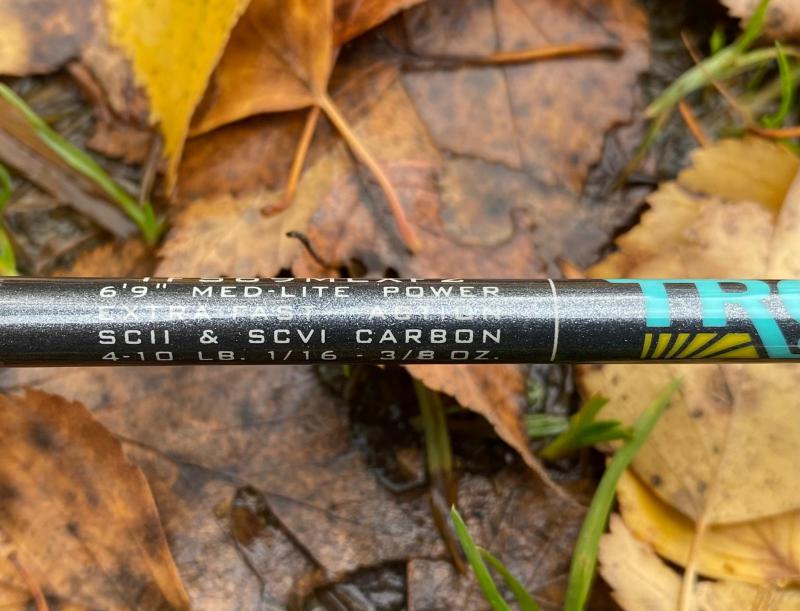 6'9" MED-LITE POWER
EXTRA-FAST ACTION
SCII & SCVI CARBON
4-10 LB. 1/16 - 3/8 OZ.